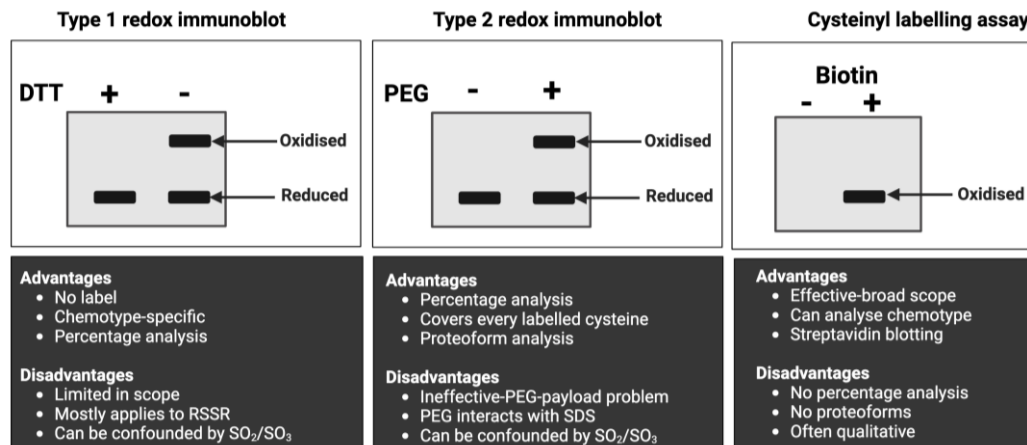 Type 1 redox immunoblot
DTT + -
Oxidised
Reduced
Advantages
• No label
• Chemotype-specific
• Percentage analysis
Disadvantages
• Limited in scope
• Mostly applies to RSSR
• Can be confounded by SO₂/SO₃
Type 2 redox immunoblot
PEG - +
Oxidised
Reduced
Advantages
• Percentage analysis
• Covers every labelled cysteine
• Proteoform analysis
Disadvantages
• Ineffective-PEG-payload problem
• PEG interacts with SDS
• Can be confounded by SO₂/SO₃
Cysteinyl labelling assay
Biotin
- +
Oxidised
Advantages
• Effective-broad scope
• Can analyse chemotype
• Streptavidin blotting
Disadvantages
• No percentage analysis
• No proteoforms
• Often qualitative